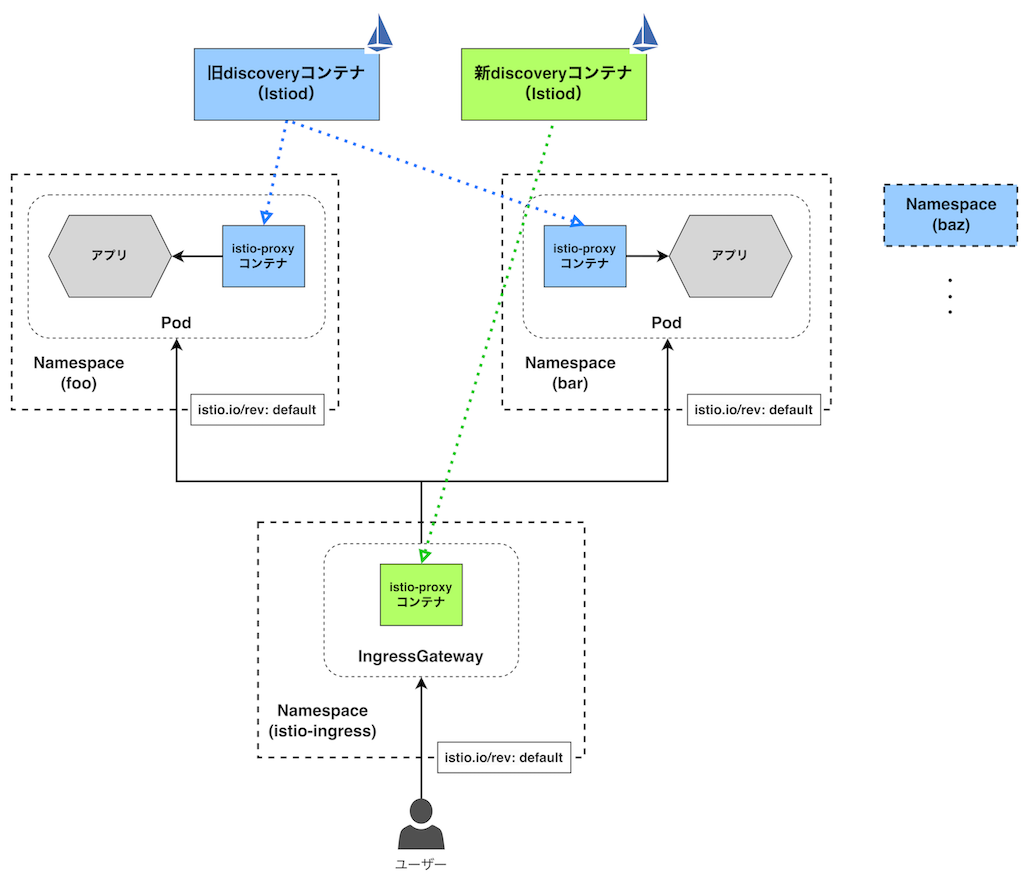 旧discoveryコンテナ
（Istiod）
新discoveryコンテナ
（Istiod）
アプリ
istio-proxy
コンテナ
Pod
Namespace
(foo)
istio.io/rev: default
istio-proxy
コンテナ
アプリ
Pod
Namespace
(bar)
istio.io/rev: default
Namespace
(baz)
istio-proxy
コンテナ
IngressGateway
Namespace
(istio-ingress)
istio.io/rev: default
ユーザー